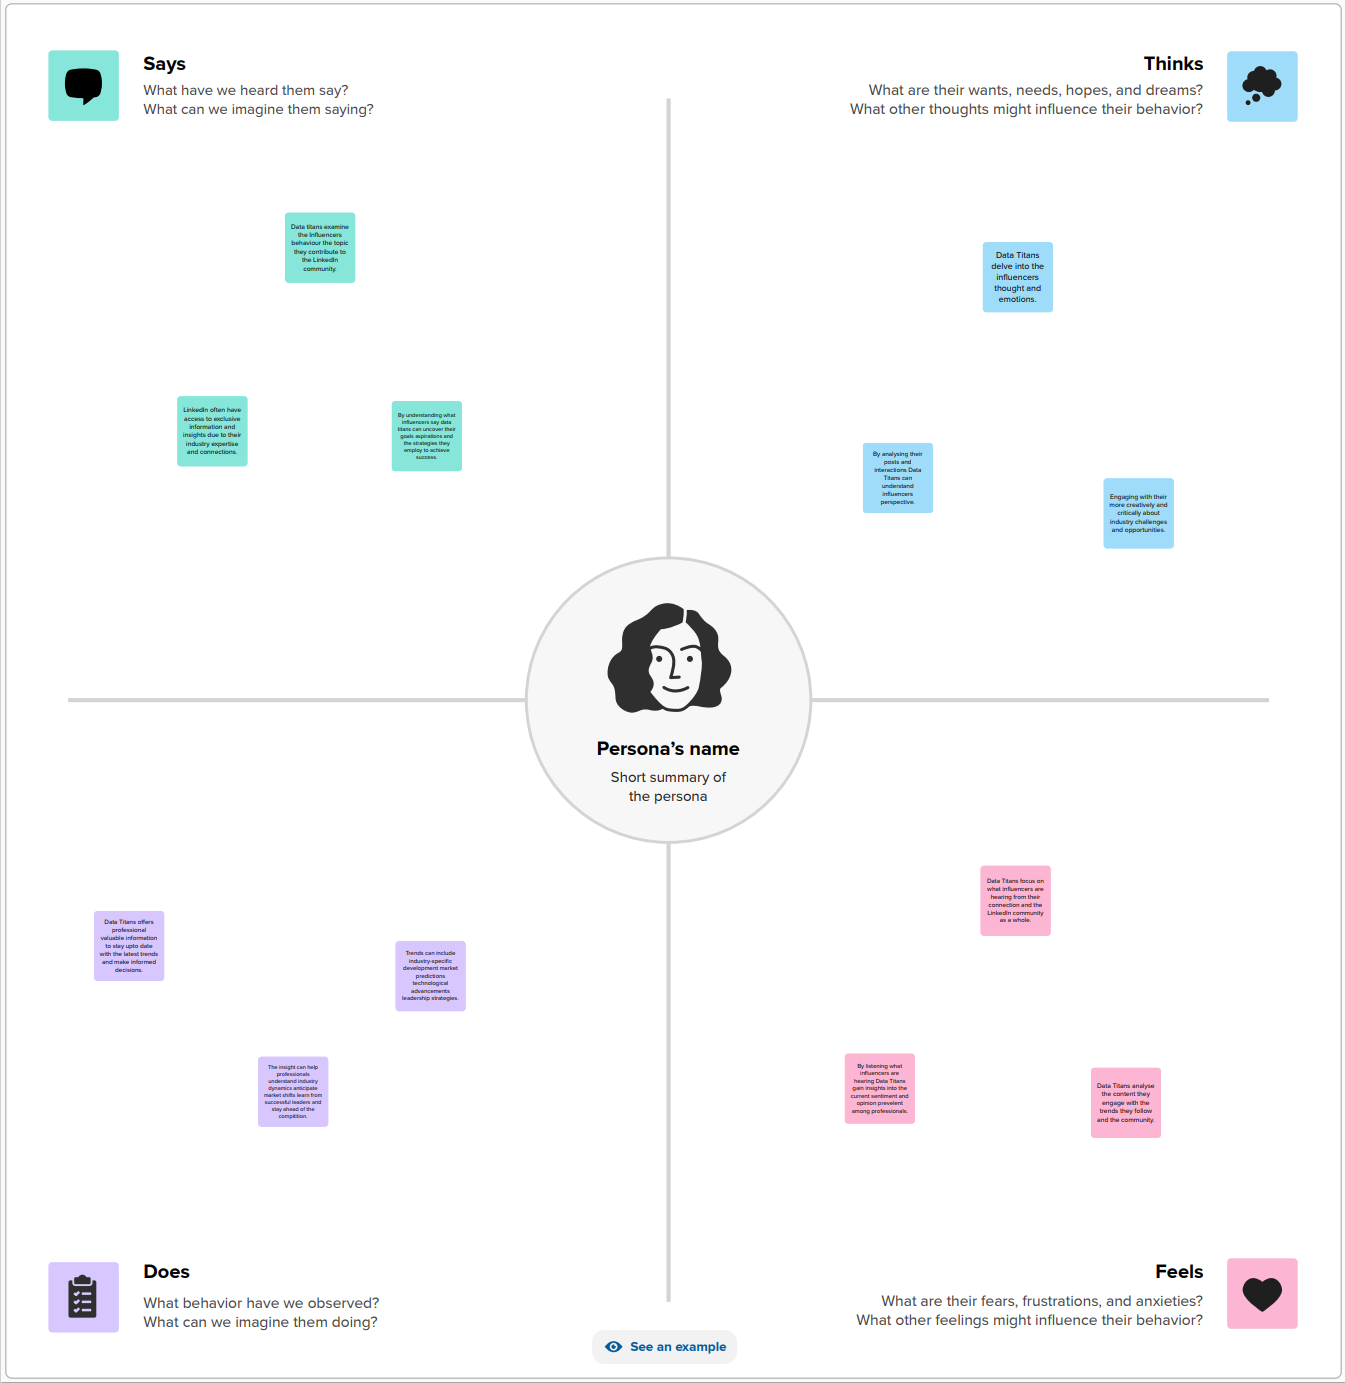 Says
What have we heard them say?
What can we imagine them saying?
Thinks
What are their wants, needs, hopes, and dreams?
What other thoughts might influence their behavior?
Data titans examine
the Influencers
behaviour the topic
they contribute to
the LinkedIn
community.
Data Titans
delve into the
influencers
thought and
emotions.
LinkedIn often have
access to exclusive
information and
insights due to their
industry expertise
and connections.
By understanding what
influencers say data
titans can uncover their
goals aspirations and
the strategies they
employ to achieve
success.
By analysing their
posts and
interactions Data
Titans can
understand
influencers
perspective.
Engaging with their
more creatively and
critically about
industry challenges
and opportunities.
Persona's name
Short summary of
the persona
Data Titans offers
professional
valuable information
to stay upto date
with the latest trends
and make informed
decisions.
Trends can include
industry-specific
development market
predictions
technological
advancements
leadership strategies.
The insight can help
professionals
understand industry
dynamics anticipate
market shifts learn from
successful leaders and
stay ahead of the
compitition.
Data Titans focus on
what influencers are
hearing from their
connection and the
LinkedIn community
as a whole.
By listening what
influencers are
hearing Data Titans
gain insights into the
current sentiment and
opinion prevelent
among professionals.
Data Titans analyse
the content they
engage with the
trends they follow
and the community.
Does
What behavior have we observed?
What can we imagine them doing?
Feels
What are their fears, frustrations, and anxieties?
What other feelings might influence their behavior?
See an example